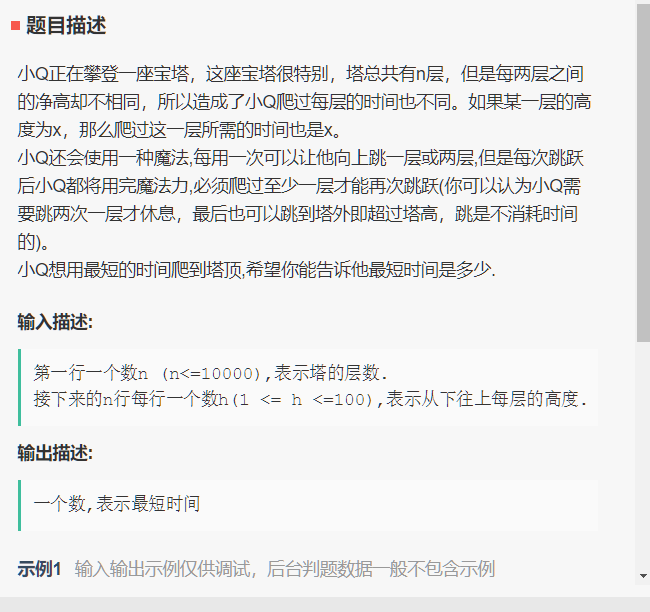 题目描述
小Q正在攀登一座宝塔，这座宝塔很特别，塔总共有n层，但是每两层之间
的净高却不相同，所以造成了小Q爬过每层的时间也不同。如果某一层的高
度为x，那么爬过这一层所需的时间也是x。
小Q还会使用一种魔法,每用一次可以让他向上跳一层或两层,但是每次跳跃
后小Q都将用完魔法力,必须爬过至少一层才能再次跳跃(你可以认为小Q需
要跳两次一层才休息，最后也可以跳到塔外即超过塔高，跳是不消耗时间
的)。
小Q想用最短的时间爬到塔顶,希望你能告诉他最短时间是多少.
输入描述:
第一行一个数n (n<=10000),表示塔的层数.
接下来的n行每行一个数h(1 <= h <=100),表示从下往上每层的高度.
输出描述:
一个数,表示最短时间
示例1 输入输出示例仅供调试，后台判题数据一般不包含示例